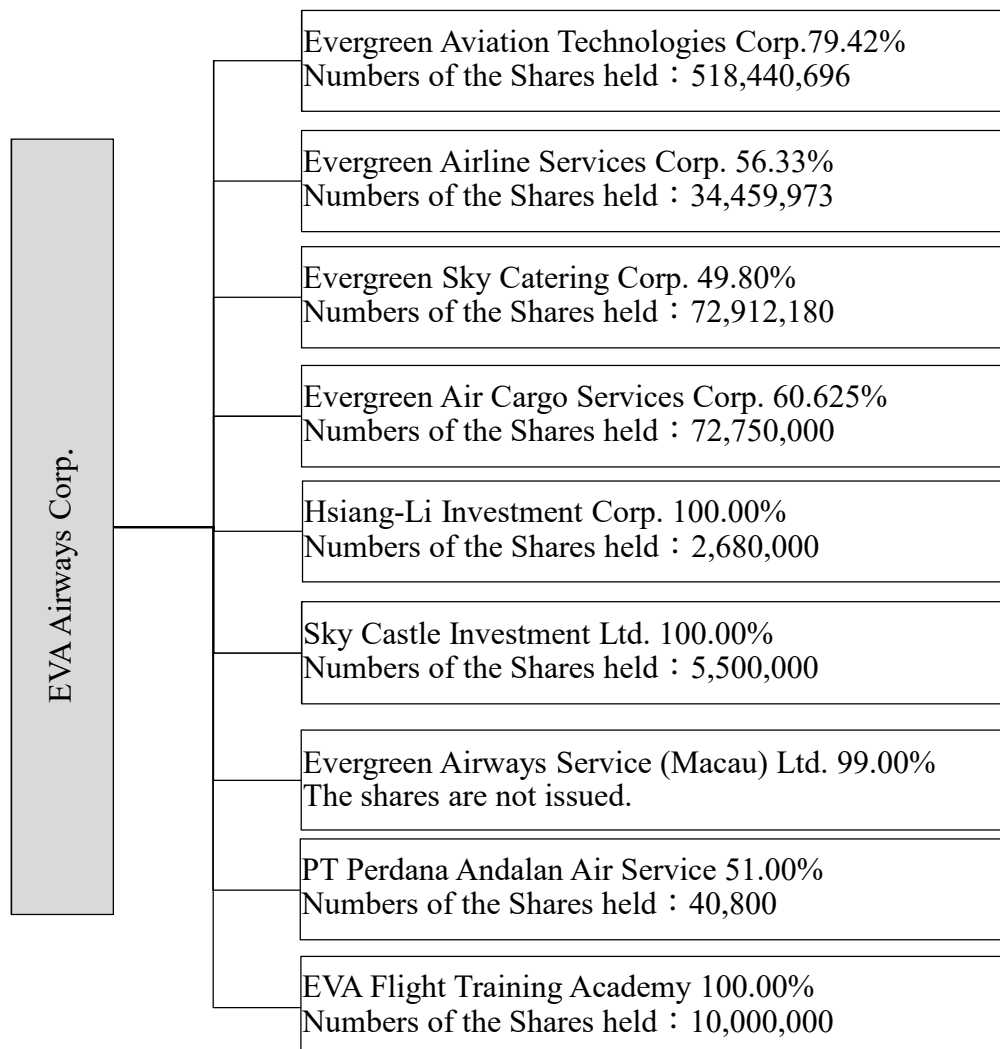 EVA Airways Corp.
Evergreen Aviation Technologies Corp.79.42%
Numbers of the Shares held：518,440,696
Evergreen Airline Services Corp. 56.33%
Numbers of the Shares held：34,459,973
Evergreen Sky Catering Corp. 49.80%
Numbers of the Shares held：72,912,180
Evergreen Air Cargo Services Corp. 60.625%
Numbers of the Shares held：72,750,000
Hsiang-Li Investment Corp. 100.00%
Numbers of the Shares held：2,680,000
Sky Castle Investment Ltd. 100.00%
Numbers of the Shares held：5,500,000
Evergreen Airways Service (Macau) Ltd. 99.00%
The shares are not issued.
PT Perdana Andalan Air Service 51.00%
Numbers of the Shares held：40,800
EVA Flight Training Academy 100.00%
Numbers of the Shares held：10,000,000